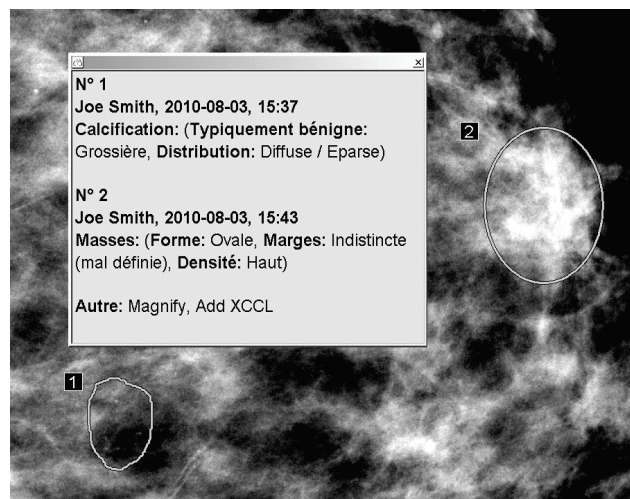 N° 1
Joe Smith, 2010-08-03, 15:37
Calcification: (Typiquement bénigne:
Grossière, Distribution: Diffuse / Eparse)
N° 2
Joe Smith, 2010-08-03, 15:43
Masses: (Forme: Ovale, Marges: Indistincte
(mal définie), Densité: Haut)
Autre: Magnify, Add XCCL
2
1